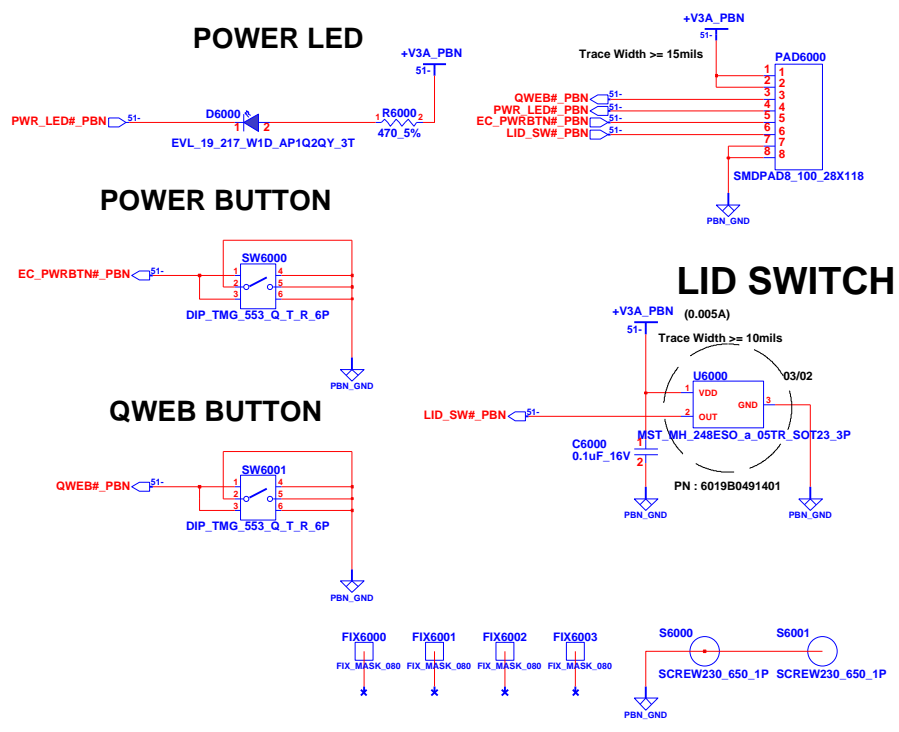 POWER LED
+V3A_PBN
51-
PWR_LED#_PBN
51-
D6000
1
2
EVL_19_217_W1D_AP1Q2QY_3T
1
R6000
2
470_5%
+V3A_PBN
51-
Trace Width >= 15mils
PAD6000
1 1
2 2
QWEB#_PBN 51- 3 3
PWR_LED#_PBN 51- 4 4
EC_PWRBTN#_PBN 51- 5 5
LID_SW#_PBN 51- 6 6
7 7
8 8
SMDPAD8_100_28X118
PBN_GND
POWER BUTTON
EC_PWRBTN#_PBN
51-
SW6000
1 4
2 5
3 6
DIP_TMG_553_Q_T_R_6P
PBN_GND
LID SWITCH
+V3A_PBN
(0.005A)
51-
Trace Width >= 10mils
U6000
03/02
1 VDD
GND 3
2 OUT
LID_SW#_PBN
51-
MST_MH_248ESO_a_05TR_SOT23_3P
C6000
1
0.1uF_16V
2
PN : 6019B0491401
PBN_GND
PBN_GND
QWEB BUTTON
QWEB#_PBN
51-
SW6001
1 4
2 5
3 6
DIP_TMG_553_Q_T_R_6P
PBN_GND
FIX6000
FIX_MASK_080
FIX6001
FIX_MASK_080
FIX6002
FIX_MASK_080
FIX6003
FIX_MASK_080
S6000
SCREW230_650_1P
S6001
SCREW230_650_1P
PBN_GND